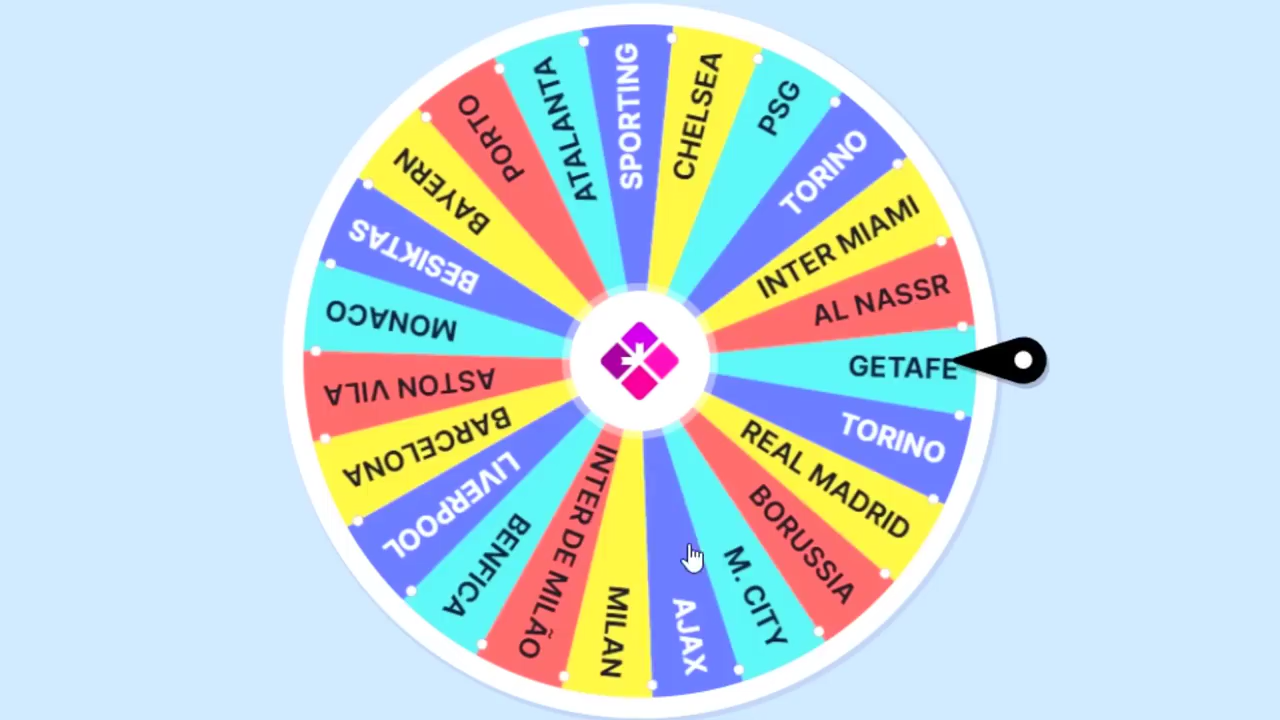 SPORTING
CHELSEA
PSG
TORINO
INTER MIAMI
AL NASSR
GETAFE
TORINO
REAL MADRID
BORUSSIA
M. CITY
AJAX
MILAN
INTER DE MILÃO
BENFICA
LIVERPOOL
BARCELONA
ASTON VILA
MONACO
BESIKTAS
BAYERN
PORTO
ATALANTA